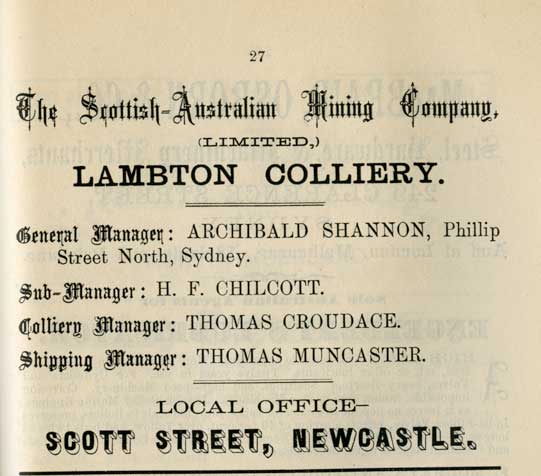 27
The Scottish-Australian Mining Company,
(LIMITED,)
LAMBTON COLLIERY.
General Manager: ARCHIBALD SHANNON, Phillip
Street North, Sydney.
Sub-Manager: H. F. CHILCOTT.
Colliery Manager: THOMAS CROUDACE.
Shipping Manager: THOMAS MUNCASTER.
LOCAL OFFICE–
SCOTT STREET, NEWCASTLE.